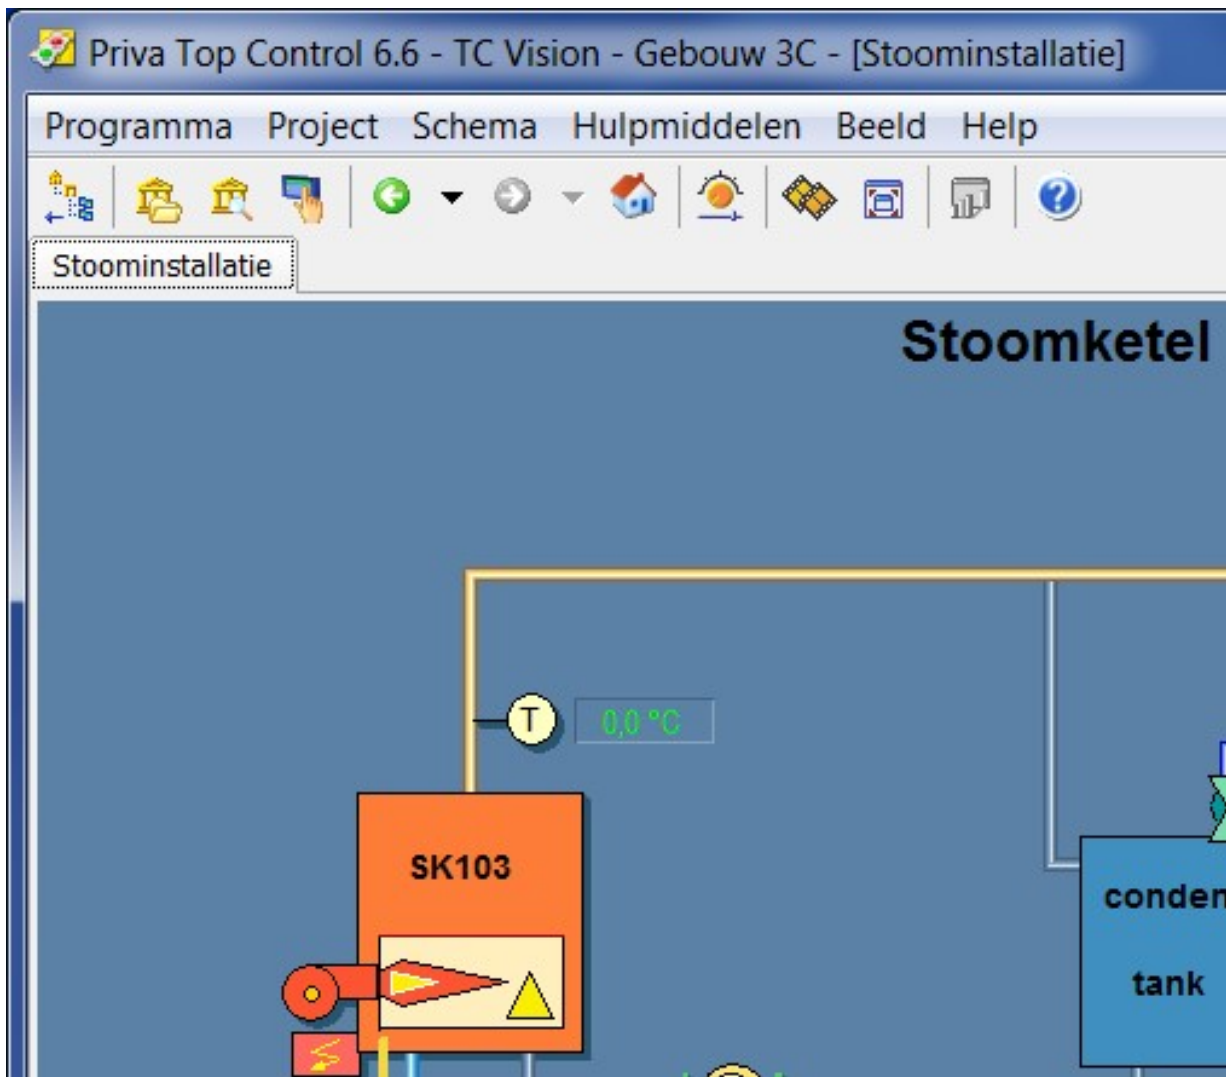 Priva Top Control 6.6 - TC Vision - Gebouw 3C - [Stoominstallatie]
Programma Project Schema Hulpmiddelen Beeld Help
Stoominstallatie
Stoomketel
T 0,0 °C
SK103
conden
tank